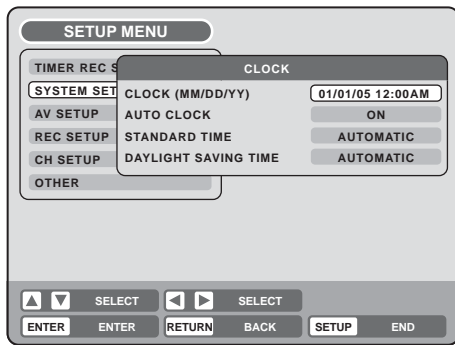 SETUP MENU
TIMER REC S
CLOCK
SYSTEM SET
CLOCK (MM/DD/YY) 01/01/05 12:00AM
AV SETUP
AUTO CLOCK ON
REC SETUP
STANDARD TIME AUTOMATIC
CH SETUP
DAYLIGHT SAVING TIME AUTOMATIC
OTHER
SELECT SELECT
ENTER ENTER RETURN BACK SETUP END